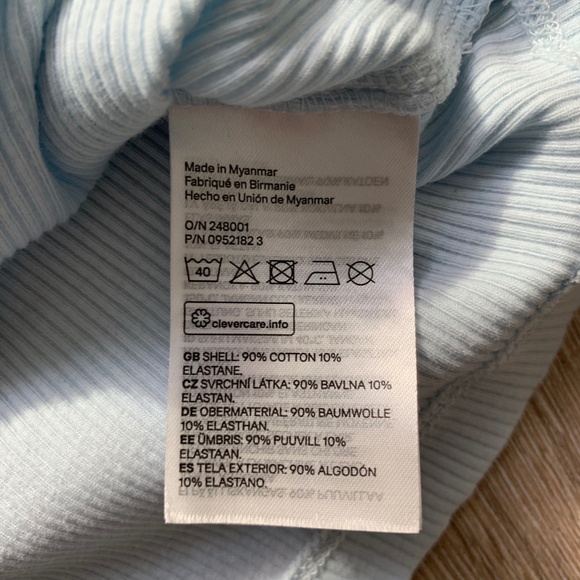 Made in Myanmar
Fabriqué en Birmanie
Hecho en Unión de Myanmar
O/N 248001
P/N 0952182 3
40
clevercare.info
GB SHELL: 90% COTTON 10%
ELASTANE.
CZ SVRCHNÍ LÁTKA: 90% BAVLNA 10%
ELASTAN.
DE OBERMATERIAL: 90% BAUMWOLLE
10% ELASTHAN.
EE ÜMBRIS: 90% PUUVILL 10%
ELASTAAN.
ES TELA EXTERIOR: 90% ALGODÓN
10% ELASTANO.